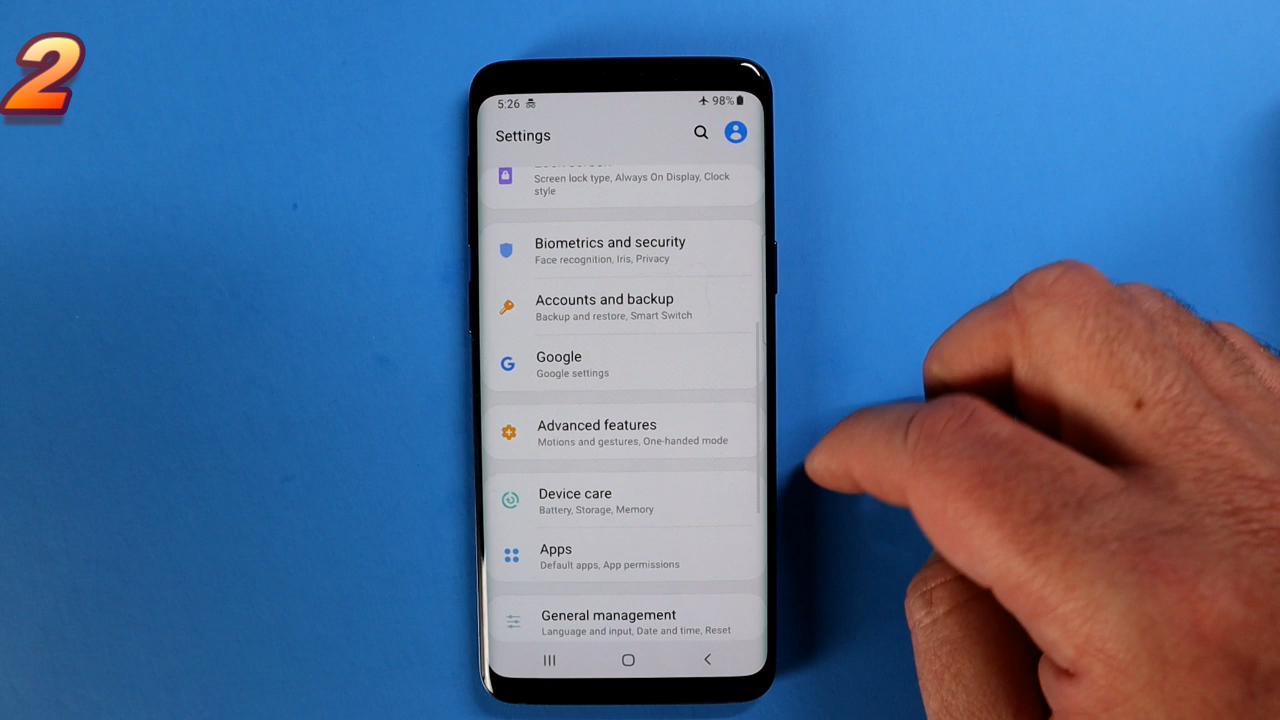 2
5:26
98%
Settings
Screen lock type, Always On Display, Clock
style
Biometrics and security
Face recognition, Iris, Privacy
Accounts and backup
Backup and restore, Smart Switch
Google
Google settings
Advanced features
Motions and gestures, One-handed mode
Device care
Battery, Storage, Memory
Apps
Default apps, App permissions
General management
Language and input, Date and time, Reset